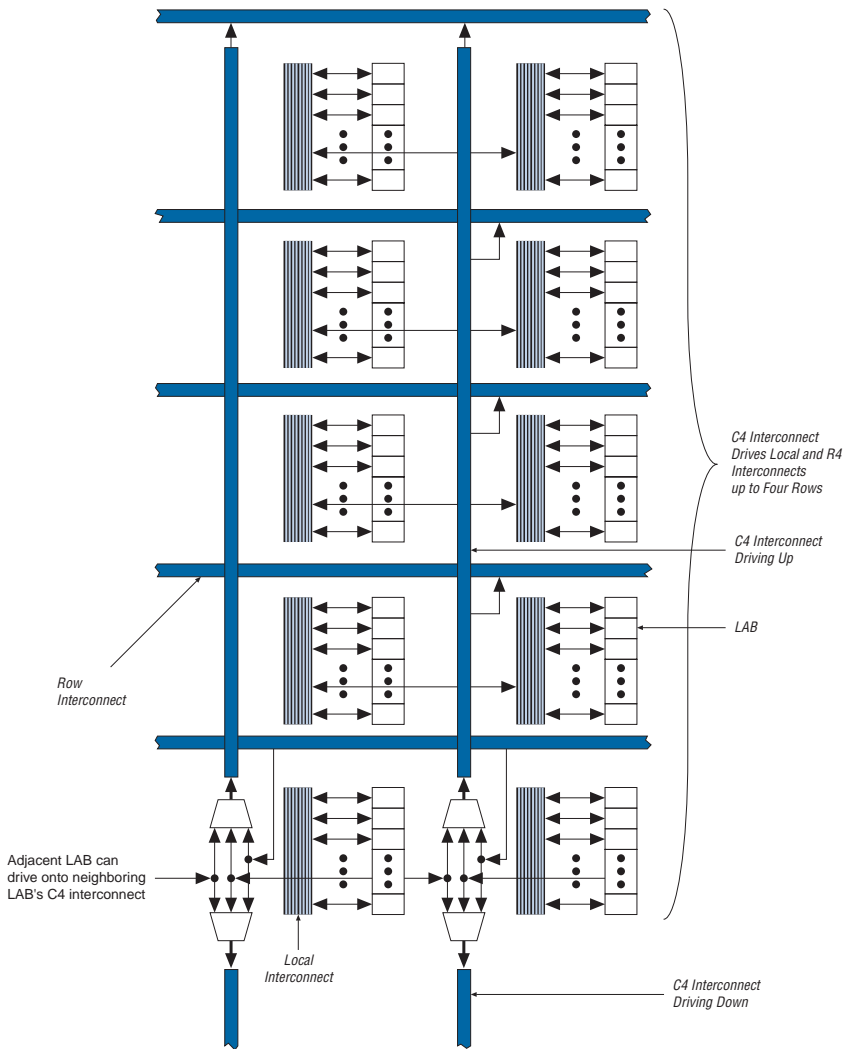 C4 Interconnect
Drives Local and R4
Interconnects
up to Four Rows
C4 Interconnect
Driving Up
LAB
Row
Interconnect
Adjacent LAB can
drive onto neighboring
LAB's C4 interconnect
Local
Interconnect
C4 Interconnect
Driving Down